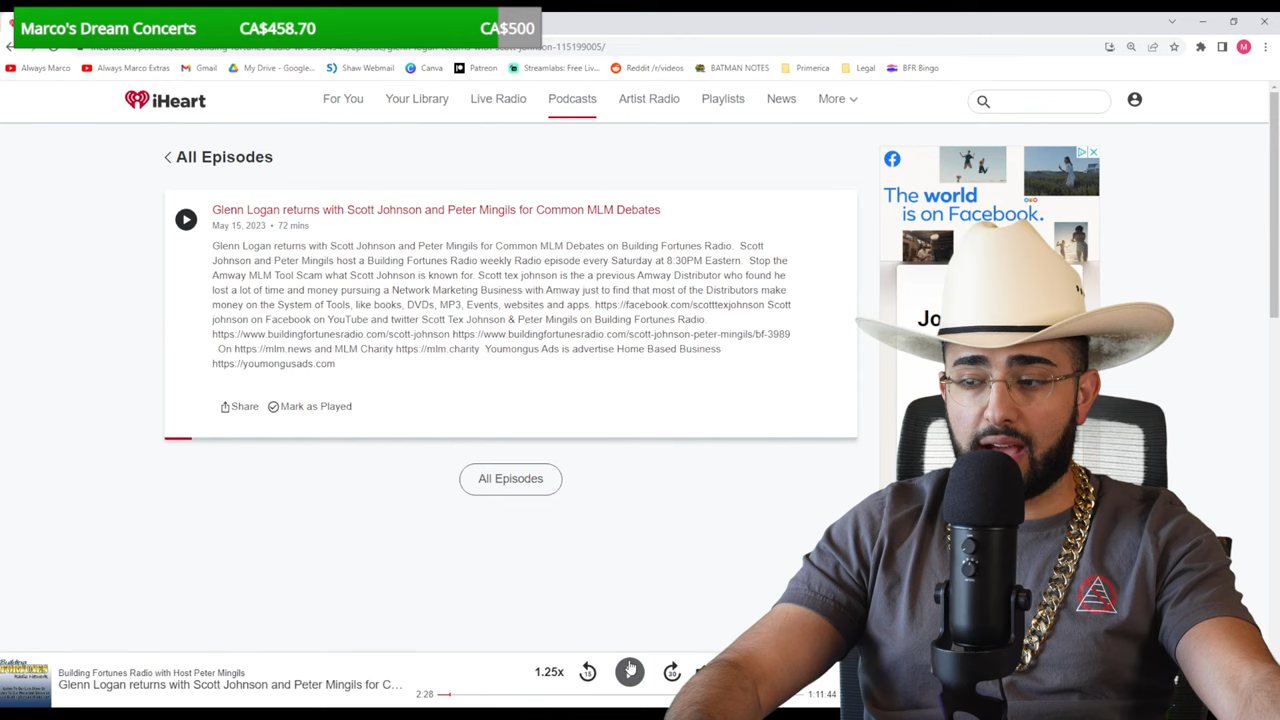 Marco's Dream Concerts CA$458.70 CA$500
Always Marco Always Marco Extras Gmail My Drive - Google... Shaw Webmail Canva Patreon Streamlabs: Free Liv... Reddit /r/videos BATMAN NOTES Primerica Legal BFR Bingo
iHeart For You Your Library Live Radio Podcasts Artist Radio Playlists News More
All Episodes
The world
is on Facebook.
Glenn Logan returns with Scott Johnson and Peter Mingils for Common MLM Debates
May 15, 2023 • 72 mins
Glenn Logan returns with Scott Johnson and Peter Mingils for Common MLM Debates on Building Fortunes Radio. Scott
Johnson and Peter Mingils host a Building Fortunes Radio weekly Radio episode every Saturday at 8:30PM Eastern. Stop the
Amway MLM Tool Scam what Scott Johnson is known for. Scott tex johnson is the a previous Amway Distributor who found he
lost a lot of time and money pursuing a Network Marketing Business with Amway just to find that most of the Distributors make
money on the System of Tools, like books, DVDs, MP3, Events, websites and apps. https://facebook.com/scotttexjohnson Scott
johnson on Facebook on YouTube and twitter Scott Tex Johnson & Peter Mingils on Building Fortunes Radio.
https://www.buildingfortunesradio.com/scott-johnson https://www.buildingfortunesradio.com/scott-johnson-peter-mingils/bf-3989
On https://mlm.news and MLM Charity https://mlm.charity Youmongus Ads is advertise Home Based Business
https://youmongusads.com
Share Mark as Played
All Episodes
Building Fortunes Radio with Host Peter Mingils
Glenn Logan returns with Scott Johnson and Peter Mingils for C...
1.25x 15 30
2:28 1:11:44